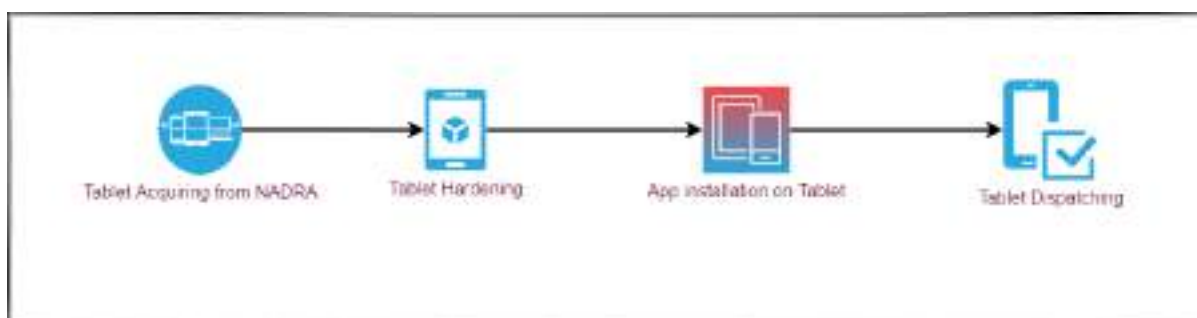 Tablet Acquiring from NADRA
Tablet Hardening
App installation on Tablet
Tablet Dispatching